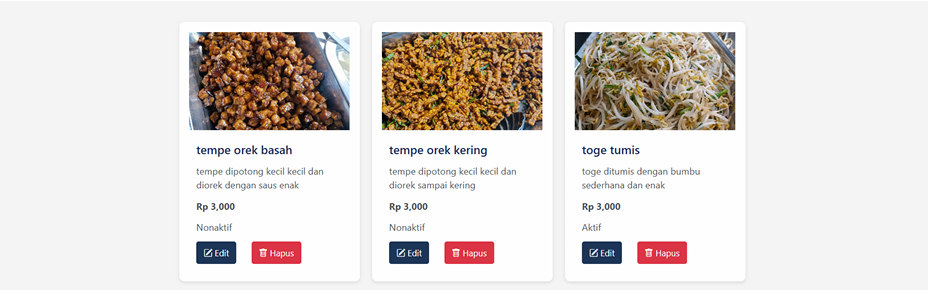 tempe orek basah
tempe dipotong kecil kecil dan
diorek dengan saus enak
Rp 3,000
Nonaktif
Edit
Hapus
tempe orek kering
tempe dipotong kecil kecil dan
diorek sampai kering
Rp 3,000
Nonaktif
Edit
Hapus
toge tumis
toge ditumis dengan bumbu
sederhana dan enak
Rp 3,000
Aktif
Edit
Hapus